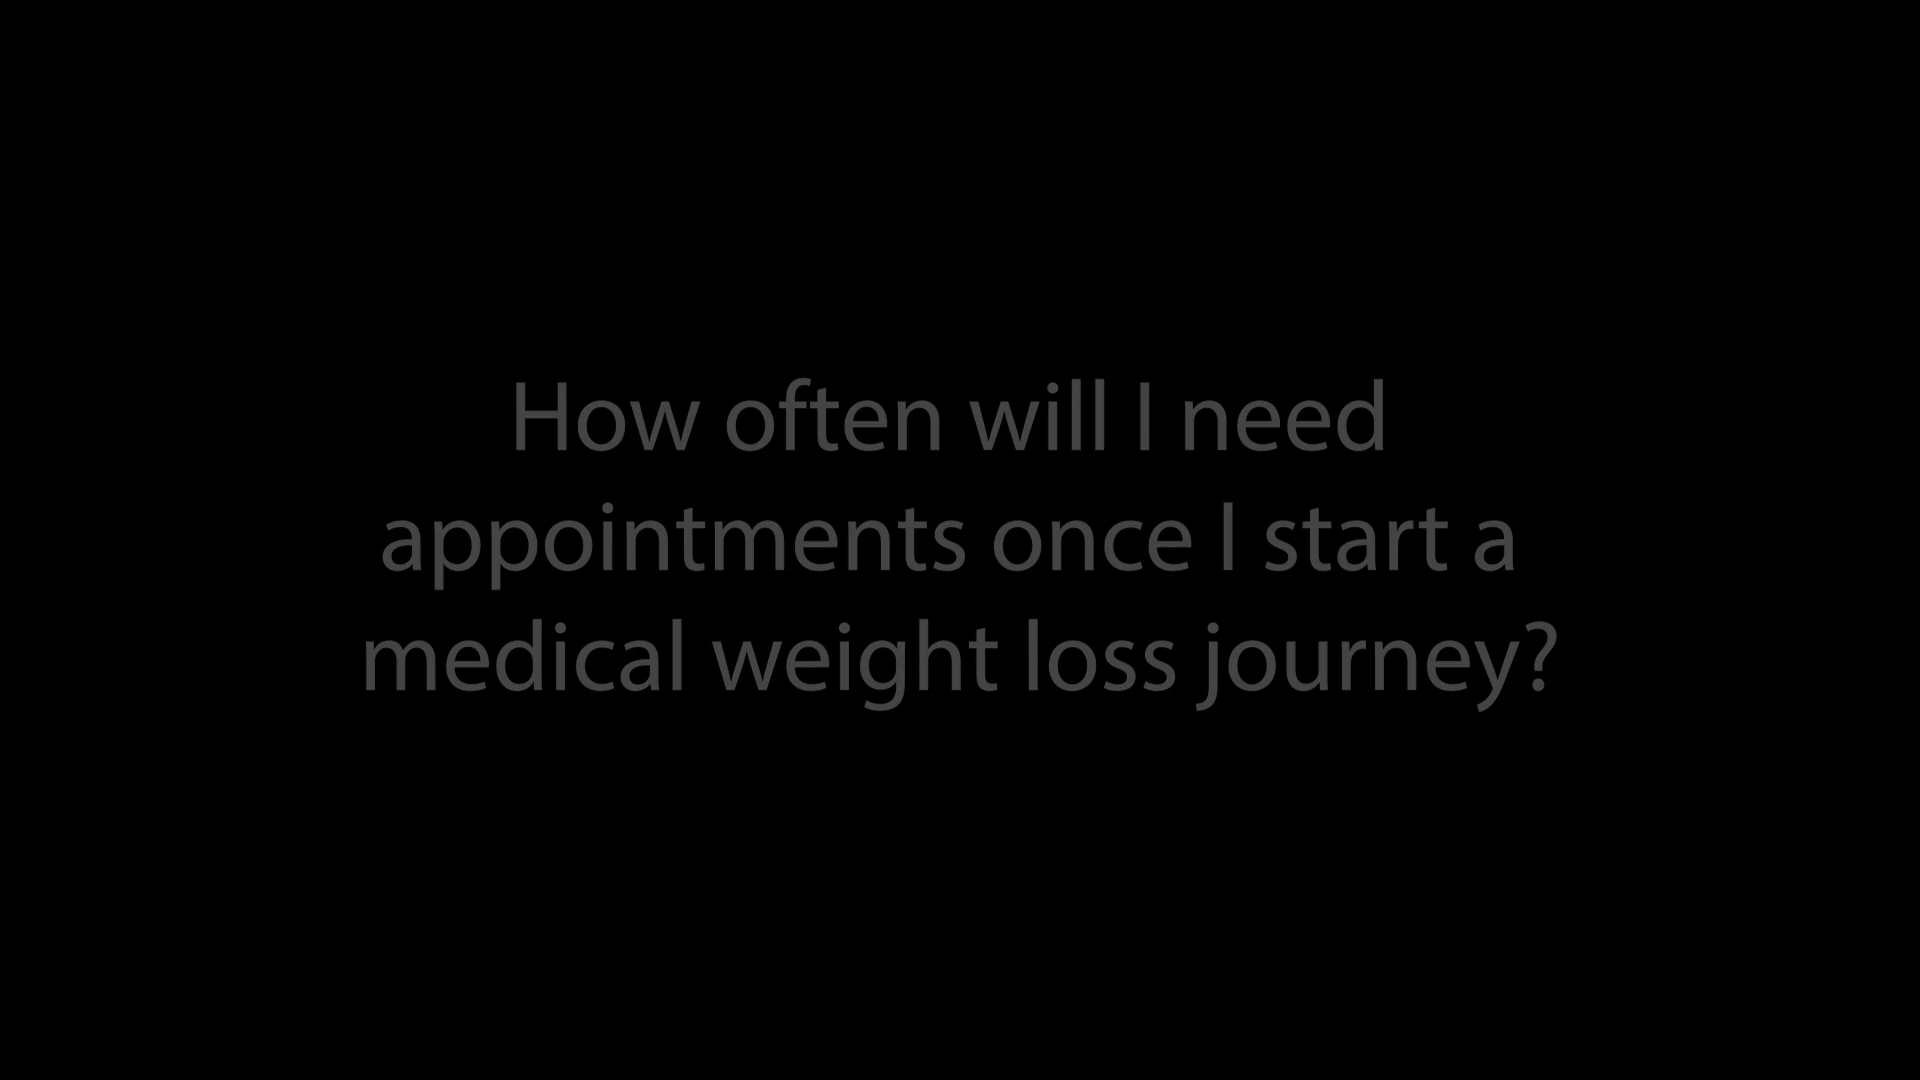 How often will I need
appointments once I start a
medical weight loss journey?